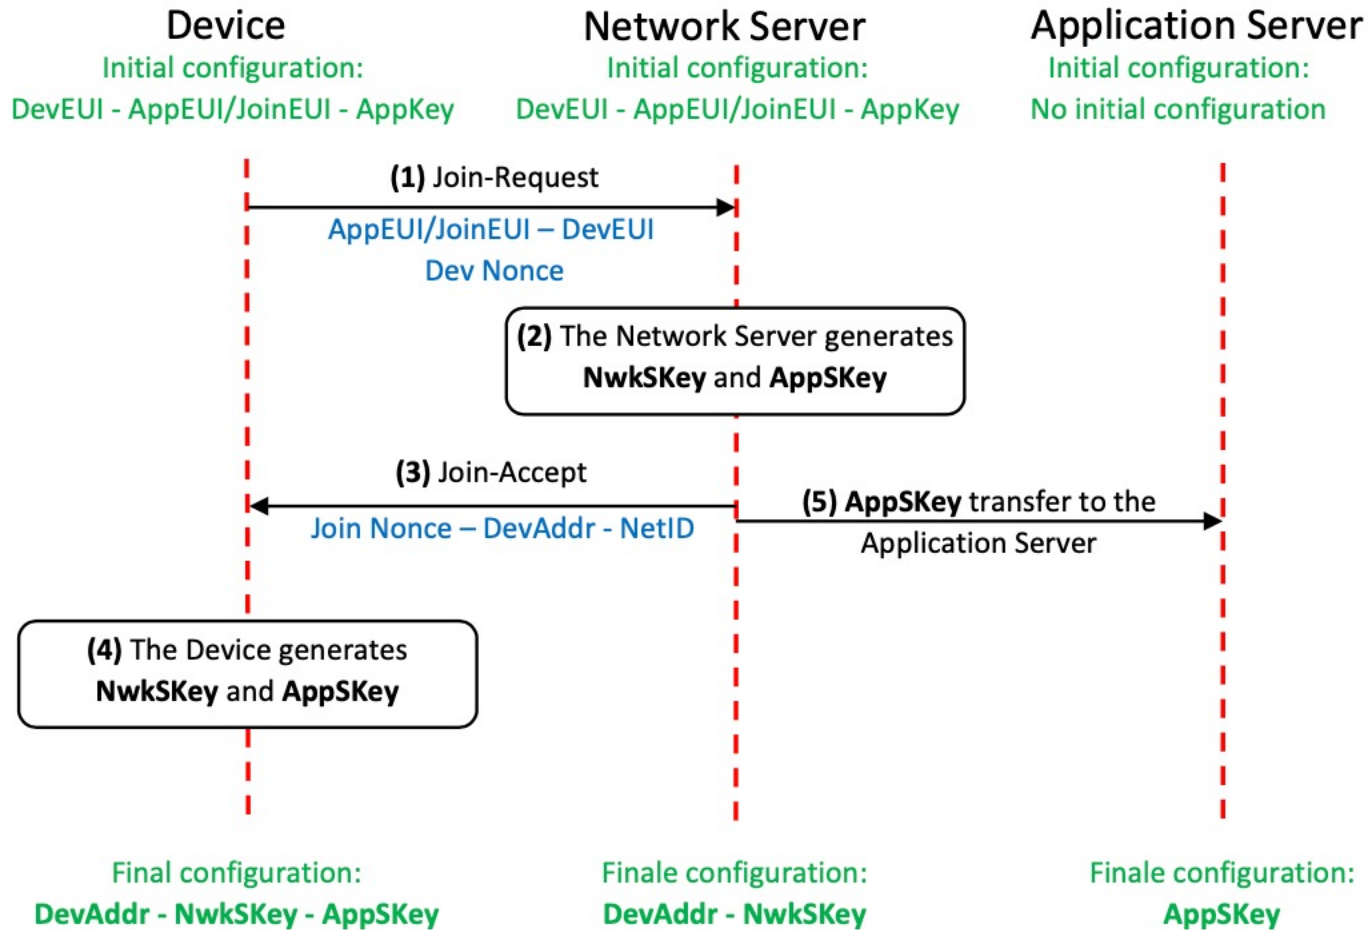 Device
Network Server
Application Server
Initial configuration:
Initial configuration:
Initial configuration:
DevEUI - AppEUI/JoinEUI - AppKey
DevEUI - AppEUI/JoinEUI - AppKey
No initial configuration
(1) Join-Request
AppEUI/JoinEUI – DevEUI
Dev Nonce
(2) The Network Server generates
NwkSKey and AppSKey
(3) Join-Accept
Join Nonce – DevAddr - NetID
(5) AppSKey transfer to the
Application Server
(4) The Device generates
NwkSKey and AppSKey
Final configuration:
Finale configuration:
Finale configuration:
DevAddr - NwkSKey - AppSKey
DevAddr - NwkSKey
AppSKey